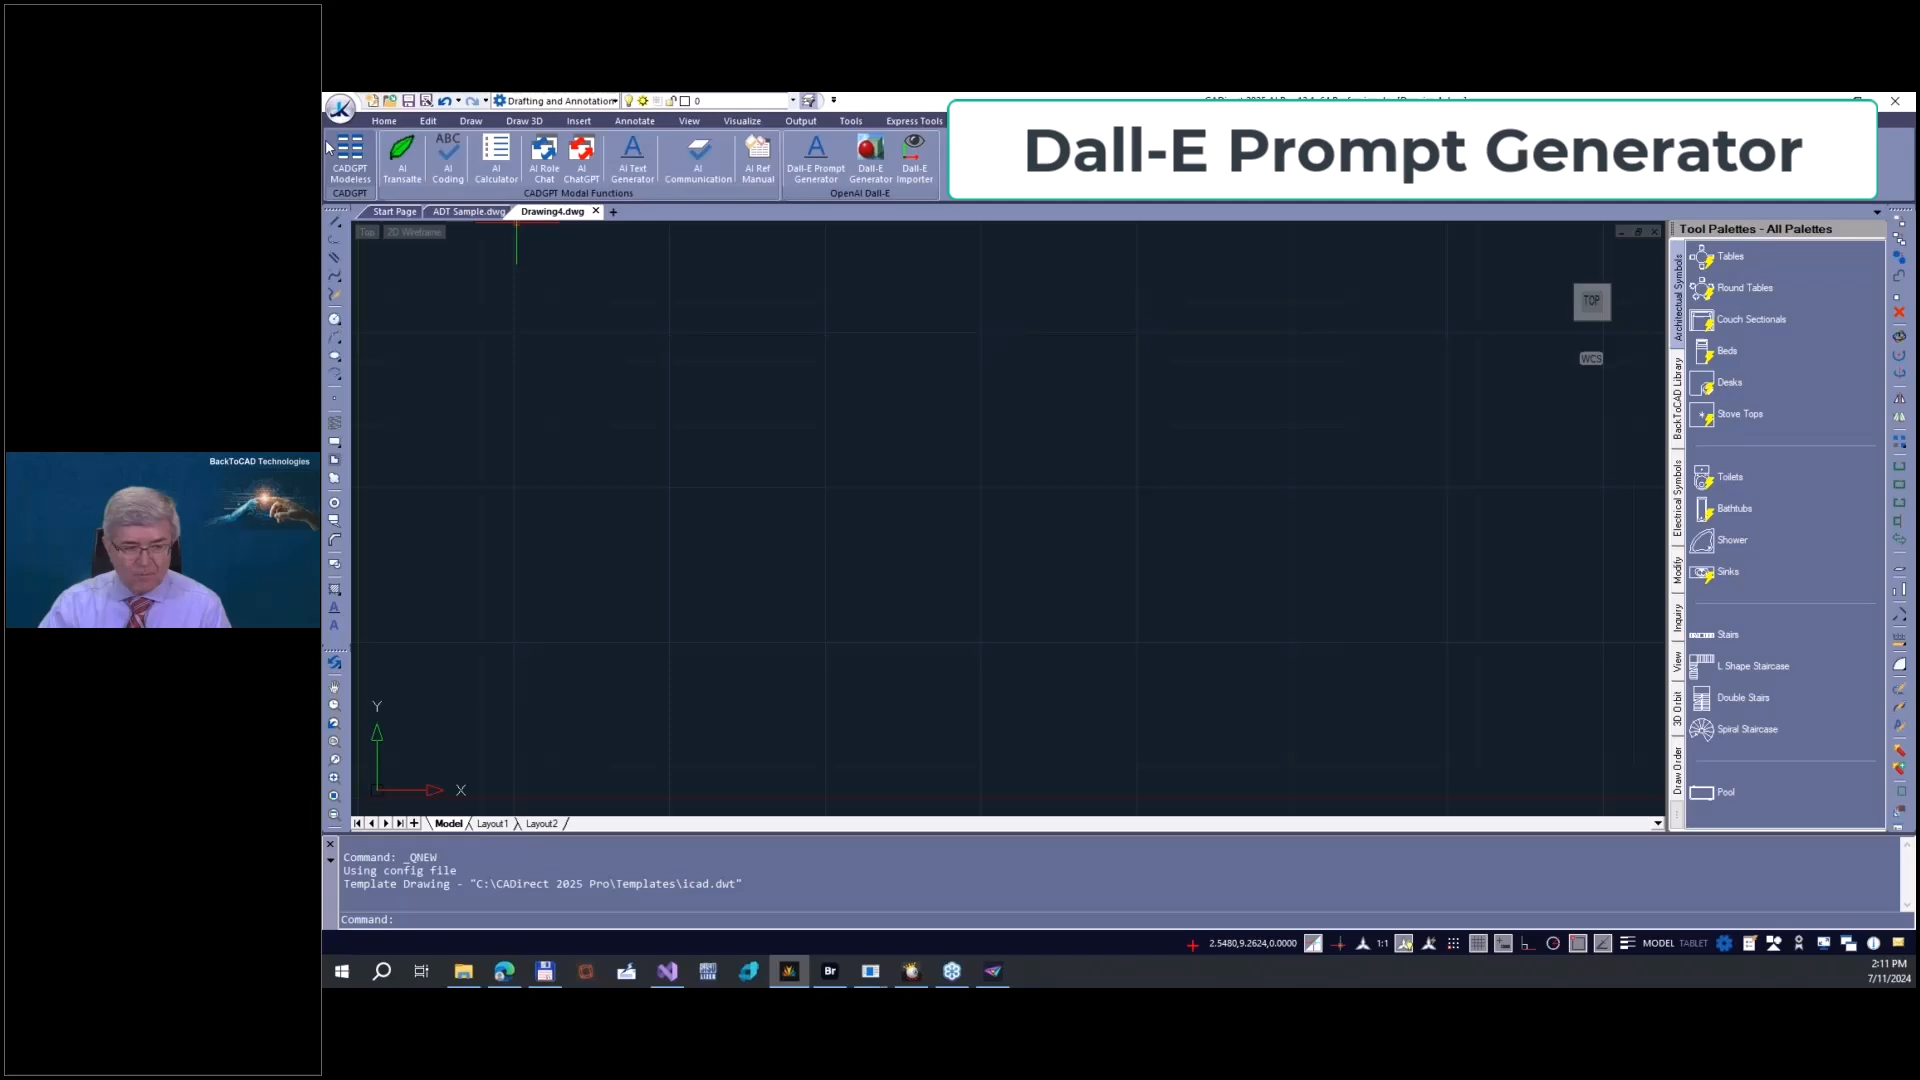 BackToCAD Technologies
Drafting and Annotation
0
Dall-E Prompt Generator
Home Edit Draw Draw 3D Insert Annotate View Visualize Output Tools Express Tools
CADGPT Modeless
AI Transalte
ABC
AI Coding
AI Calculator
AI Role Chat
AI ChatGPT
AI Text Generator
AI Communication
AI Ref Manual
Dall-E Prompt Generator
Dall-E Generator
Dall-E Importer
CADGPT
CADGPT Modal Functions
OpenAI Dall-E
Start Page
ADT Sample.dwg
Drawing4.dwg
Top
2D Wireframe
TOP
WCS
Y
X
Tool Palettes - All Palettes
Architectural Symbols
BackToCAD Library
Electrical Symbols
Modify
Inquiry
View
3D Orbit
Draw Order
Tables
Round Tables
Couch Sectionals
Beds
Desks
Stove Tops
Toilets
Bathtubs
Shower
Sinks
Stairs
L Shape Staircase
Double Stairs
Spiral Staircase
Pool
Model
Layout1
Layout2
Command: _QNEW
Using config file
Template Drawing - "C:\CADirect 2025 Pro\Templates\icad.dwt"
Command:
2.5480,9.2624,0.0000
1:1
MODEL
TABLET
Br
2:11 PM
7/11/2024